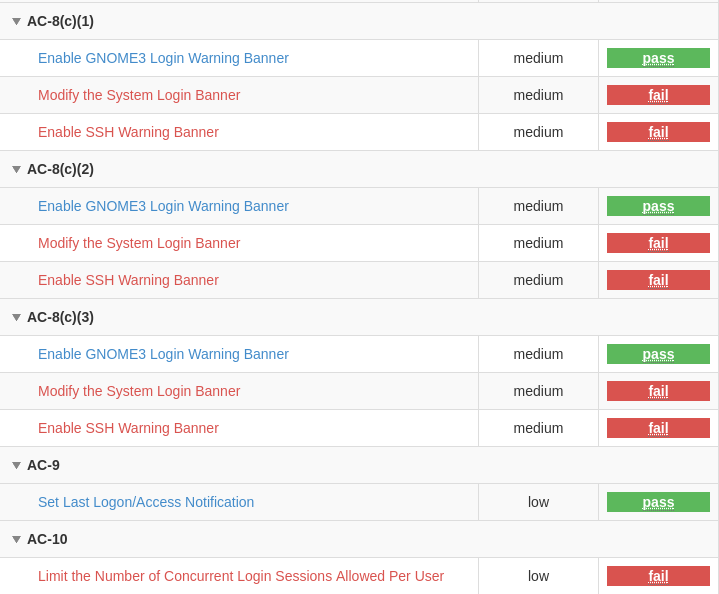 AC-8(c)(1)
Enable GNOME3 Login Warning Banner medium pass
Modify the System Login Banner medium fail
Enable SSH Warning Banner medium fail
AC-8(c)(2)
Enable GNOME3 Login Warning Banner medium pass
Modify the System Login Banner medium fail
Enable SSH Warning Banner medium fail
AC-8(c)(3)
Enable GNOME3 Login Warning Banner medium pass
Modify the System Login Banner medium fail
Enable SSH Warning Banner medium fail
AC-9
Set Last Logon/Access Notification low pass
AC-10
Limit the Number of Concurrent Login Sessions Allowed Per User low fail